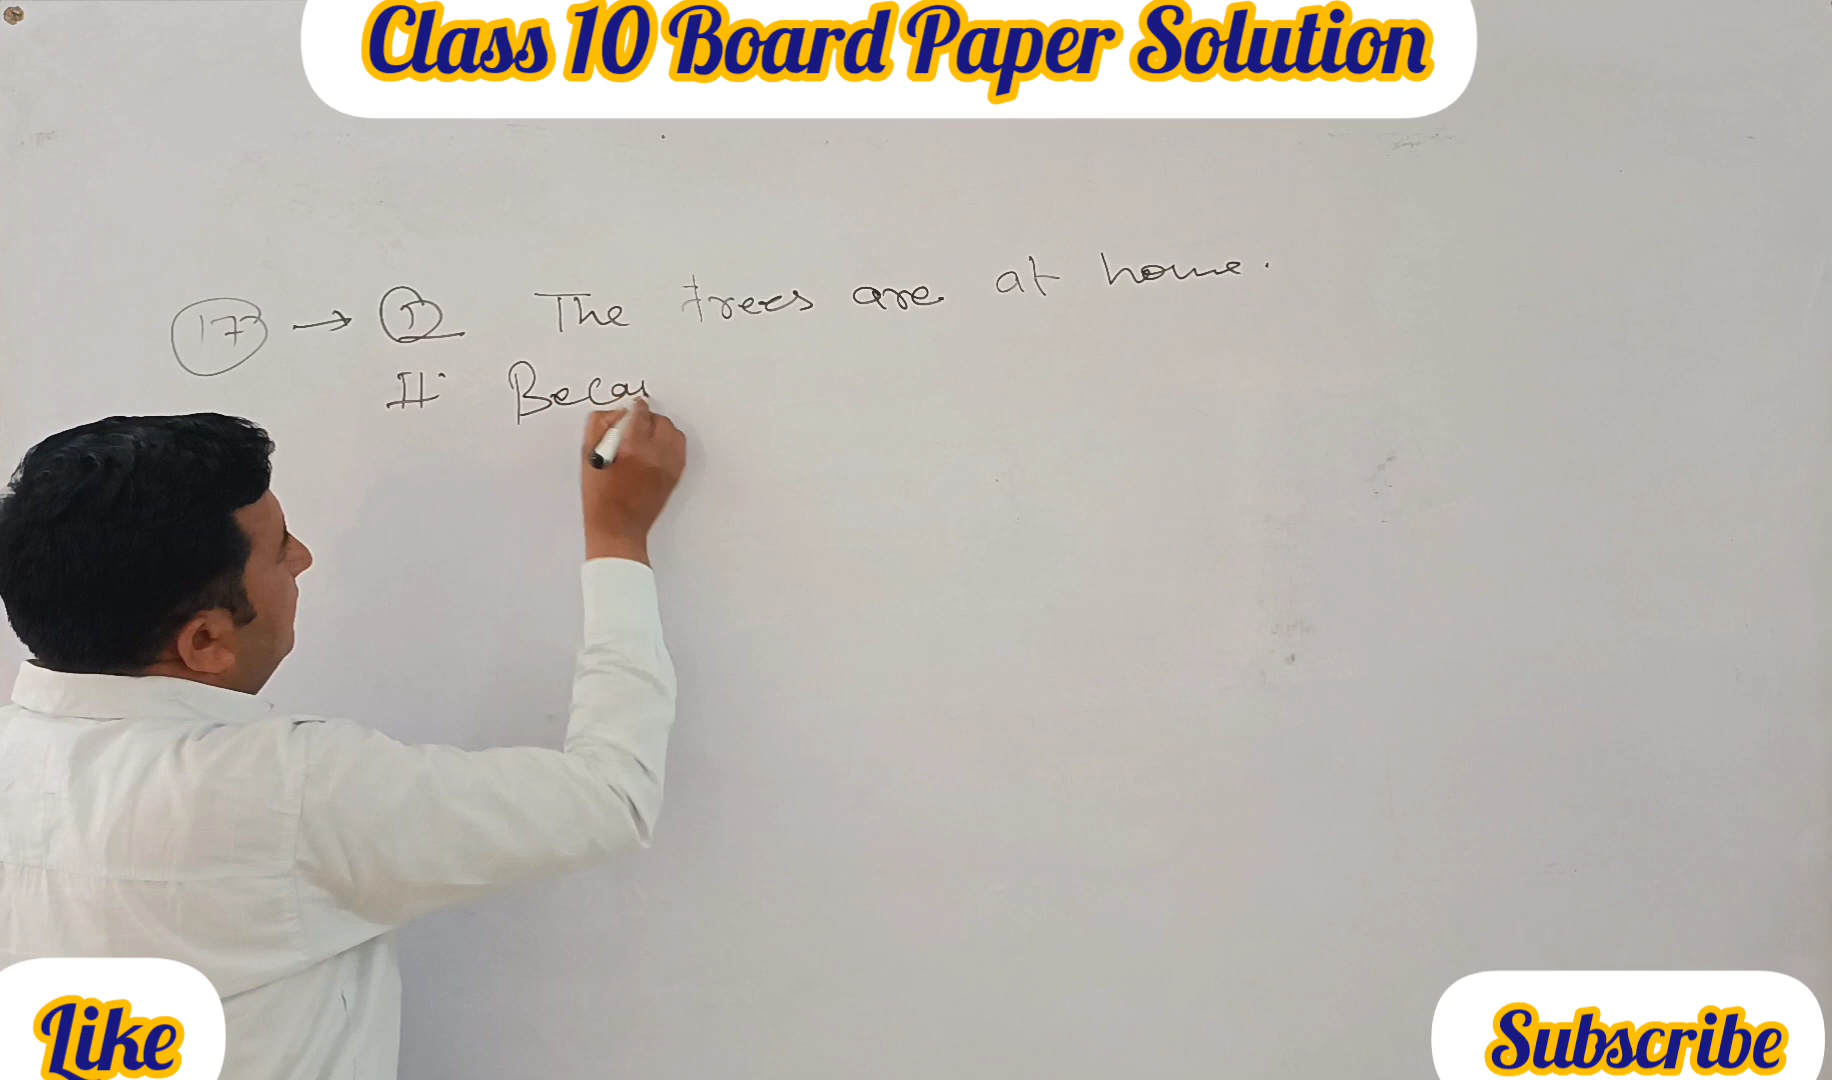 Class 10 Board Paper Solution
173 → I The trees are at home.
II Becau
Like
Subscribe